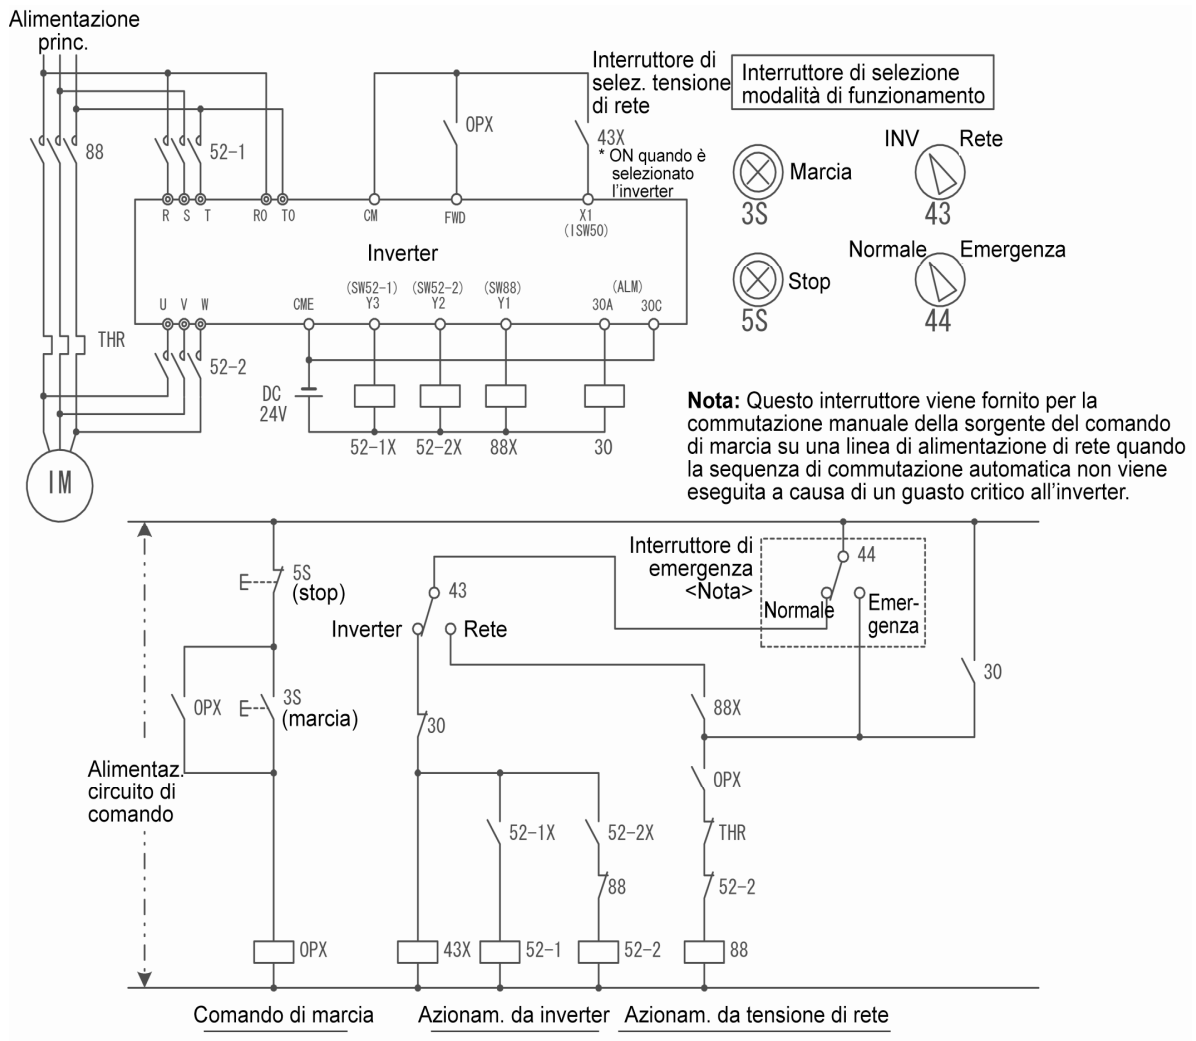 Alimentazione
princ.
88
52-1
R S T R0 T0
CM
FWD
X1
(ISW50)
OPX
43X
Interruttore di
selez. tensione
di rete
* ON quando è
selezionato
l'inverter
Interruttore di selezione
modalità di funzionamento
INV Rete
Marcia
3S
43
Normale Emergenza
Stop
5S
44
Inverter
U V W
CME
(SW52-1)
Y3
(SW52-2)
Y2
(SW88)
Y1
(ALM)
30A 30C
THR
52-2
DC
24V
52-1X
52-2X
88X
30
IM
Nota: Questo interruttore viene fornito per la
commutazione manuale della sorgente del comando
di marcia su una linea di alimentazione di rete quando
la sequenza di commutazione automatica non viene
eseguita a causa di un guasto critico all'inverter.
5S
(stop)
43
Inverter
Rete
Interruttore di
emergenza
<Nota>
44
Normale
Emer-
genza
OPX
3S
(marcia)
30
88X
30
Alimentaz.
circuito di
comando
OPX
52-1X
52-2X
THR
88
52-2
OPX
43X
52-1
52-2
88
Comando di marcia
Azionam. da inverter
Azionam. da tensione di rete